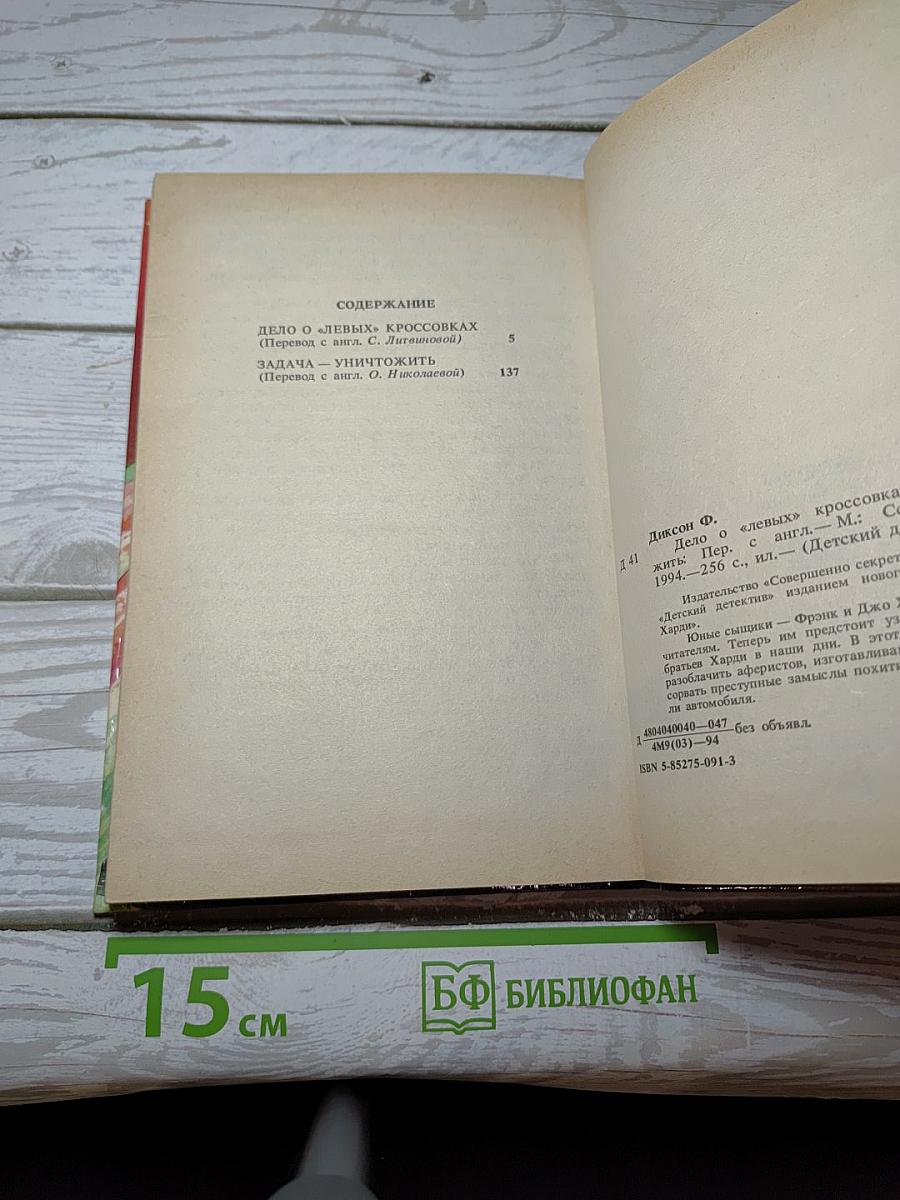 СОДЕРЖАНИЕ
ДЕЛО О «ЛЕВЫХ» КРОССОВКАХ
(Перевод с англ. С. Литвиновой) 5
ЗАДАЧА — УНИЧТОЖИТЬ
(Перевод с англ. О. Николаевой) 137
Диксон Ф.
Д 41 Дело о «левых» кроссовка
жить: Пер. с англ.— М.: Со
1994.—256 с., ил.— (Детский д
Издательство «Совершенно секрет
«Детский детектив» изданием новог
Харди».
Юные сыщики — Фрэнк и Джо Х
читателям. Теперь им предстоит уз
братьев Харди в наши дни. В этот
разоблачить аферистов, изготавлива
сорвать преступные замыслы похити
ли автомобиля.
Д 4804040040—047 без объявл.
4М9(03)—94
ISBN 5-85275-091-3
15 см
БФ БИБЛИОФАН